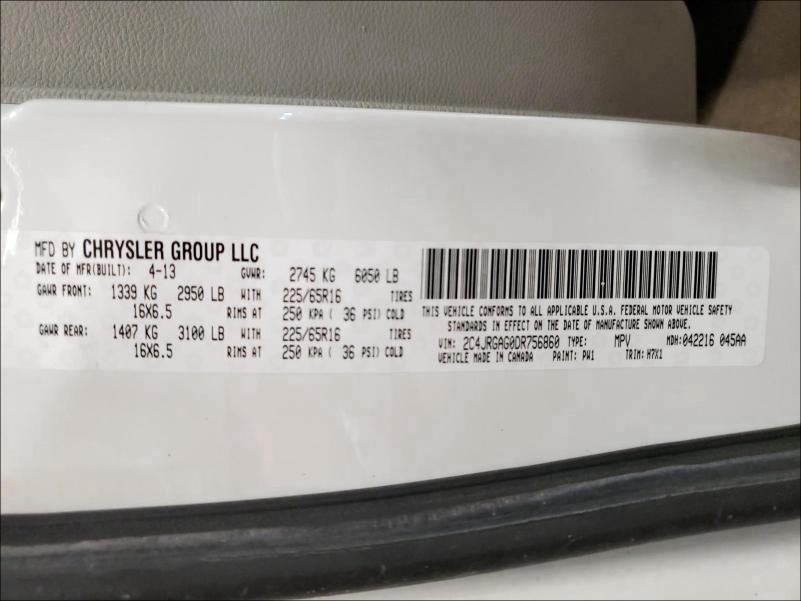 MFD BY CHRYSLER GROUP LLC
DATE OF MFR(BUILT): 4-13 GVWR: 2745 KG 6050 LB
GAWR FRONT: 1339 KG 2950 LB WITH 225/65R16 TIRES
16X6.5 RIMS AT 250 KPA ( 36 PSI) COLD
GAWR REAR: 1407 KG 3100 LB WITH 225/65R16 TIRES
16X6.5 RIMS AT 250 KPA ( 36 PSI) COLD
THIS VEHICLE CONFORMS TO ALL APPLICABLE U.S.A. FEDERAL MOTOR VEHICLE SAFETY
STANDARDS IN EFFECT ON THE DATE OF MANUFACTURE SHOWN ABOVE.
VIN: 2C4JRGAG0DR756860 TYPE: MPV MDH: 042216 045AA
VEHICLE MADE IN CANADA PAINT: PW1 TRIM: H7X1